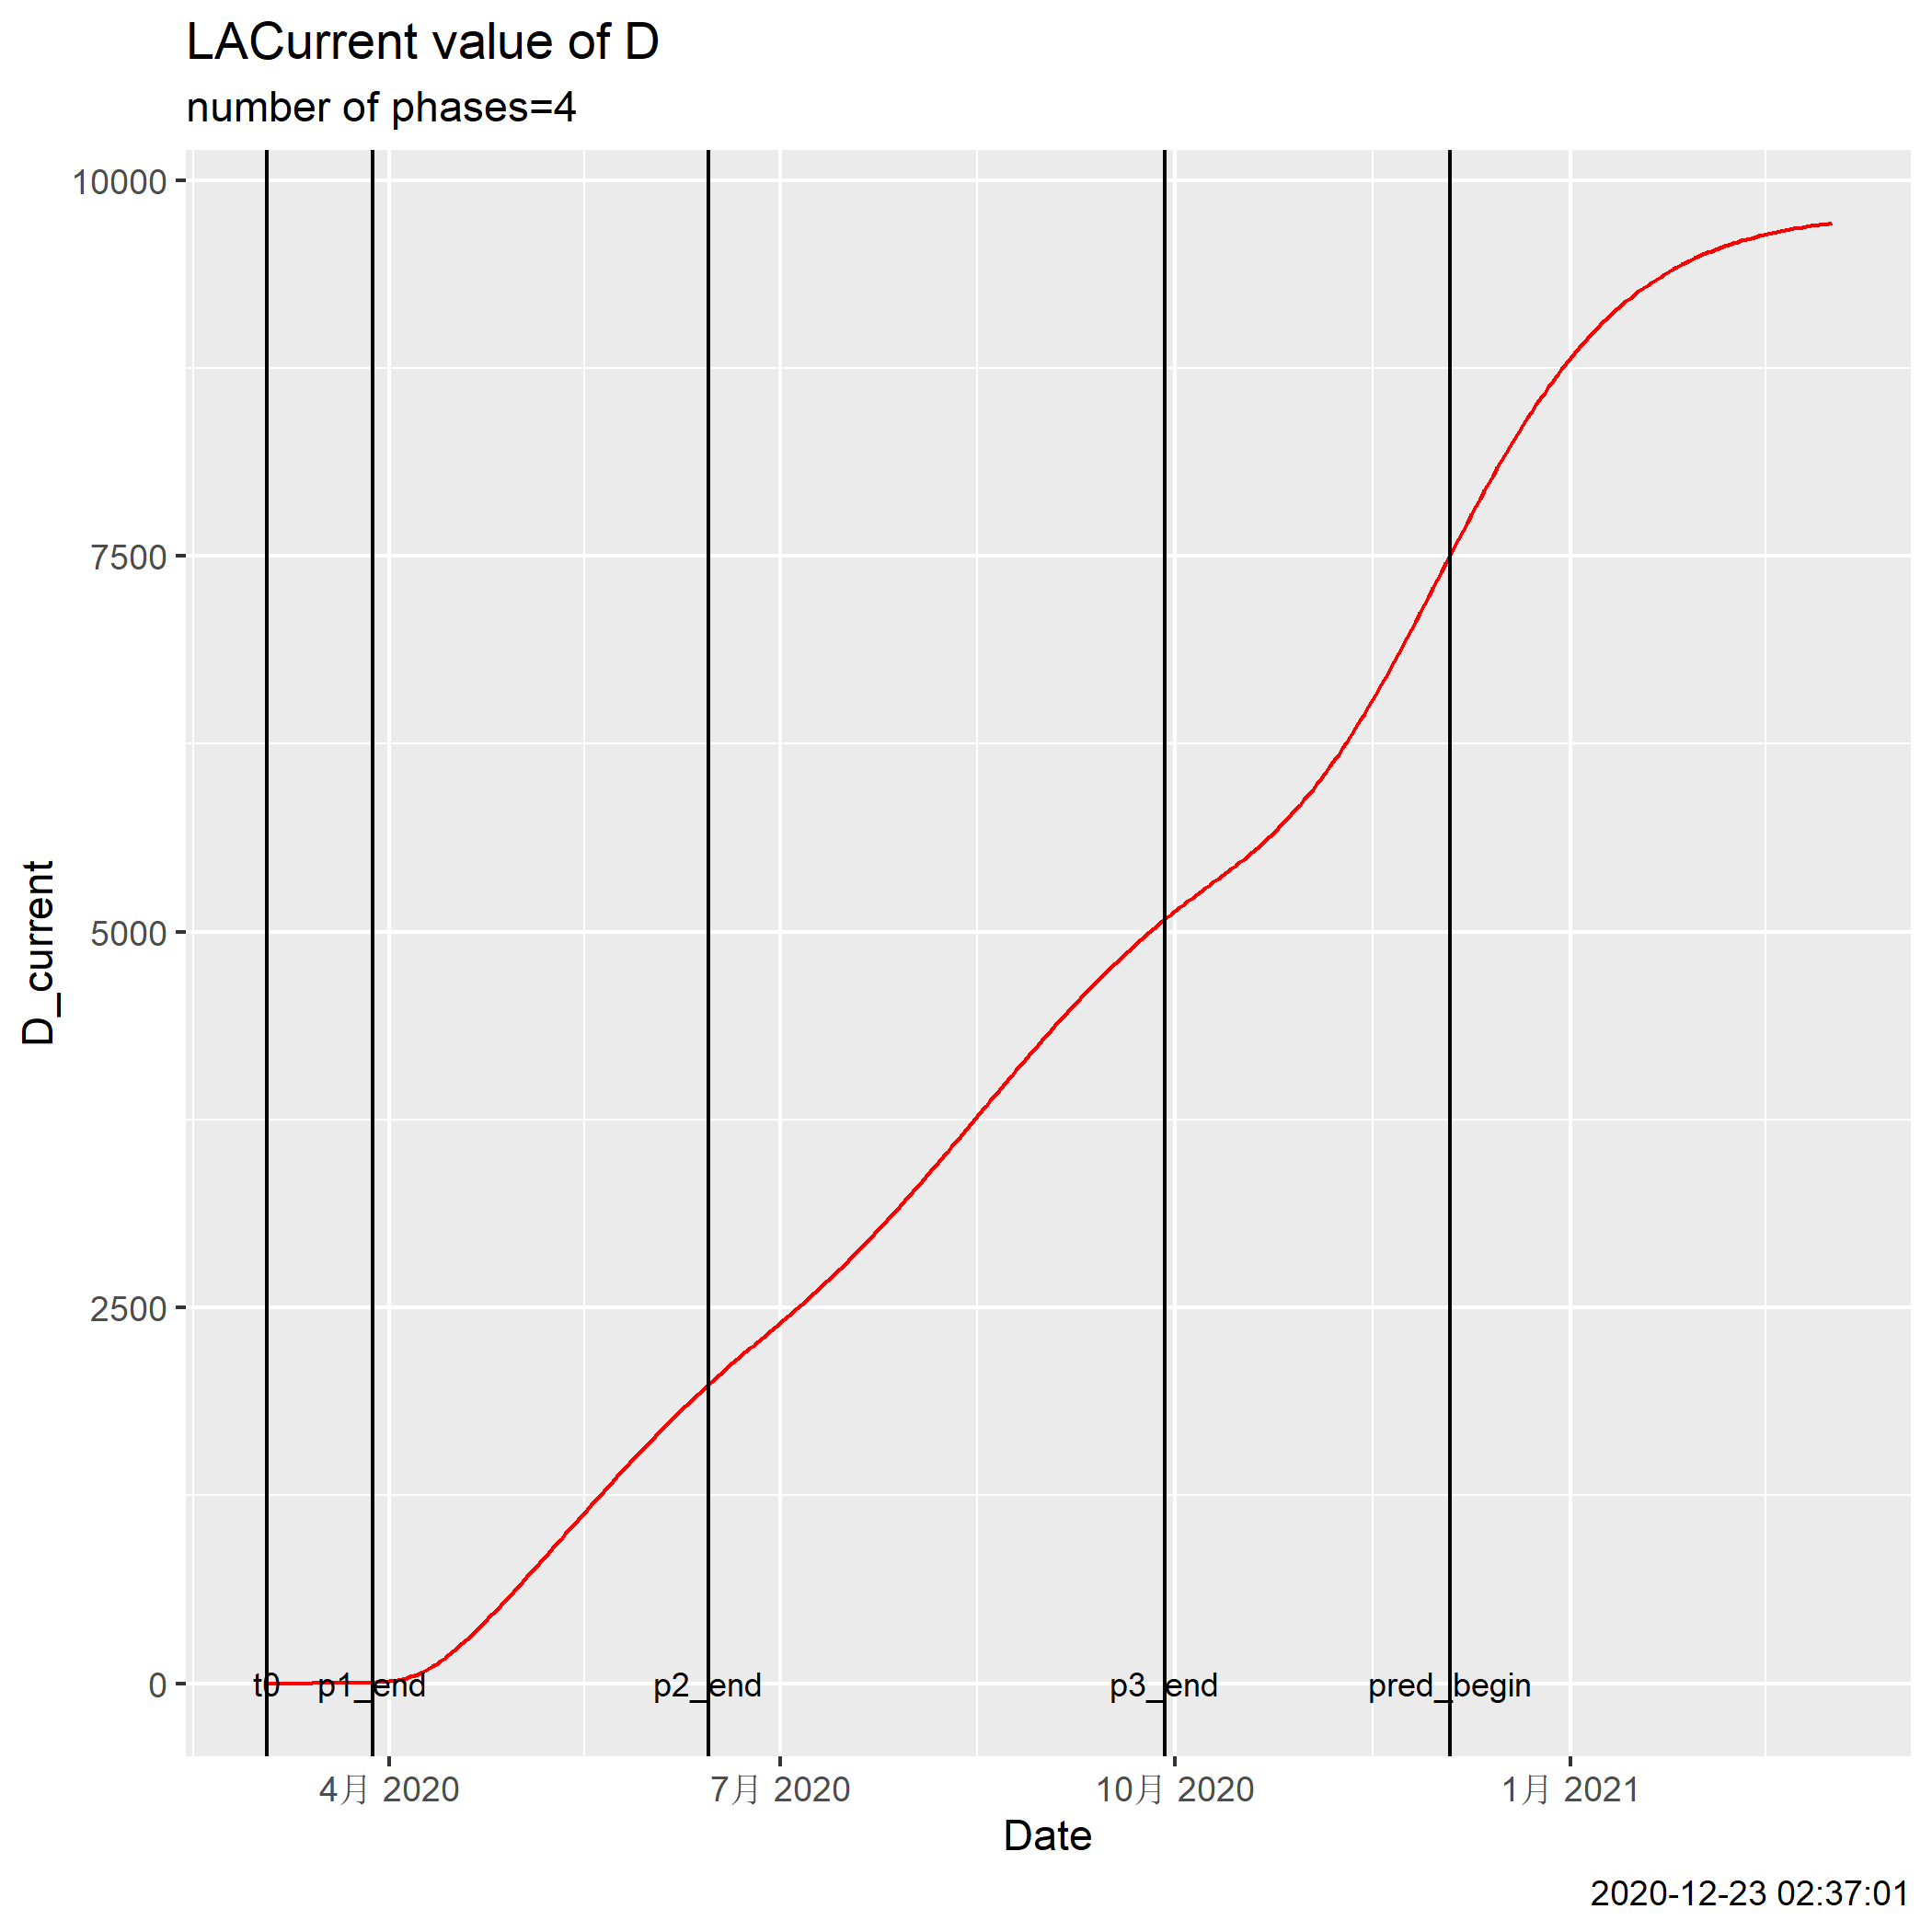 LACurrent value of D
number of phases=4
10000
7500
5000
2500
0
D_current
t0
p1_end
p2_end
p3_end
pred_begin
4月 2020
7月 2020
10月 2020
1月 2021
Date
2020-12-23 02:37:01